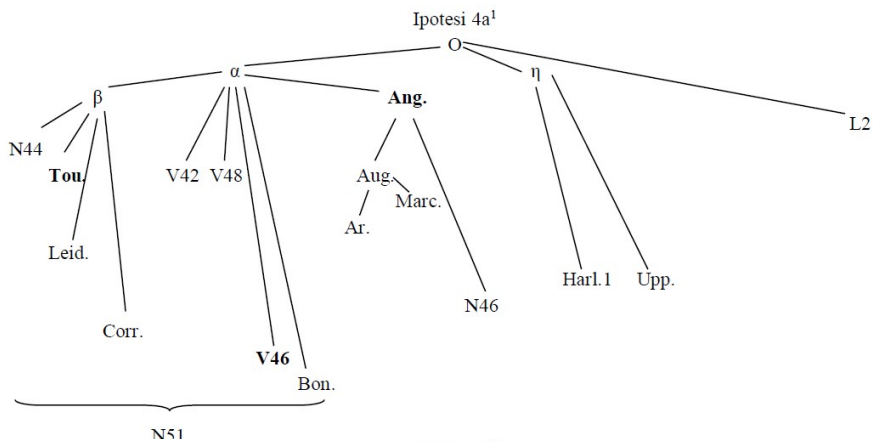 Ipotesi 4a¹
O
α η
β Ang.
L2
N44
Tou. V42 V48 Aug.
Marc.
Ar.
Leid.
Harl.1 Upp.
N46
Corr.
V46
Bon.
N51